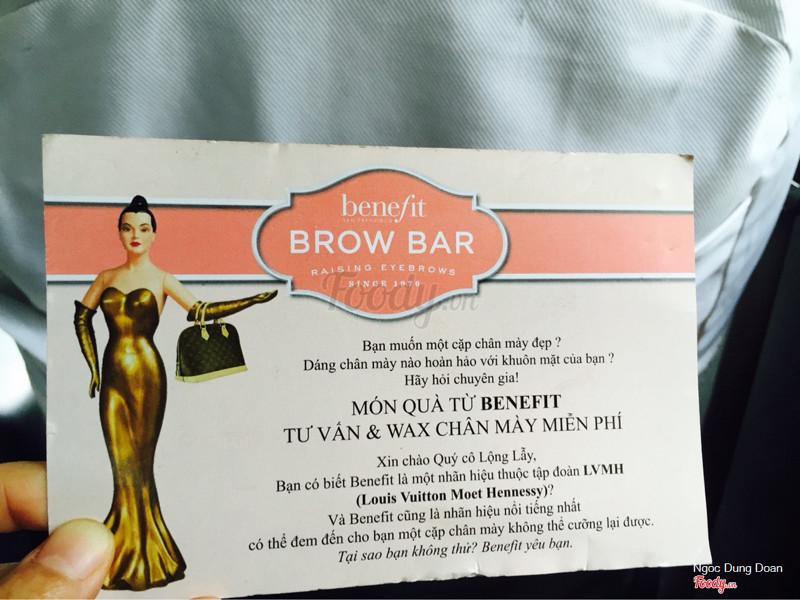 benefit
SAN FRANCISCO
BROW BAR
RAISING EYEBROWS
SINCE 1976
Foody.vn
Bạn muốn một cặp chân mày đẹp ?
Dáng chân mày nào hoàn hảo với khuôn mặt của bạn ?
Hãy hỏi chuyên gia!
MÓN QUÀ TỪ BENEFIT
TƯ VẤN & WAX CHÂN MÀY MIỄN PHÍ
Xin chào Quý cô Lộng Lẫy,
Bạn có biết Benefit là một nhãn hiệu thuộc tập đoàn LVMH
(Louis Vuitton Moet Hennessy)?
Và Benefit cũng là nhãn hiệu nổi tiếng nhất
có thể đem đến cho bạn một cặp chân mày không thể cưỡng lại được.
Tại sao bạn không thử? Benefit yêu bạn.
Ngoc Dung Doan
Foody.vn